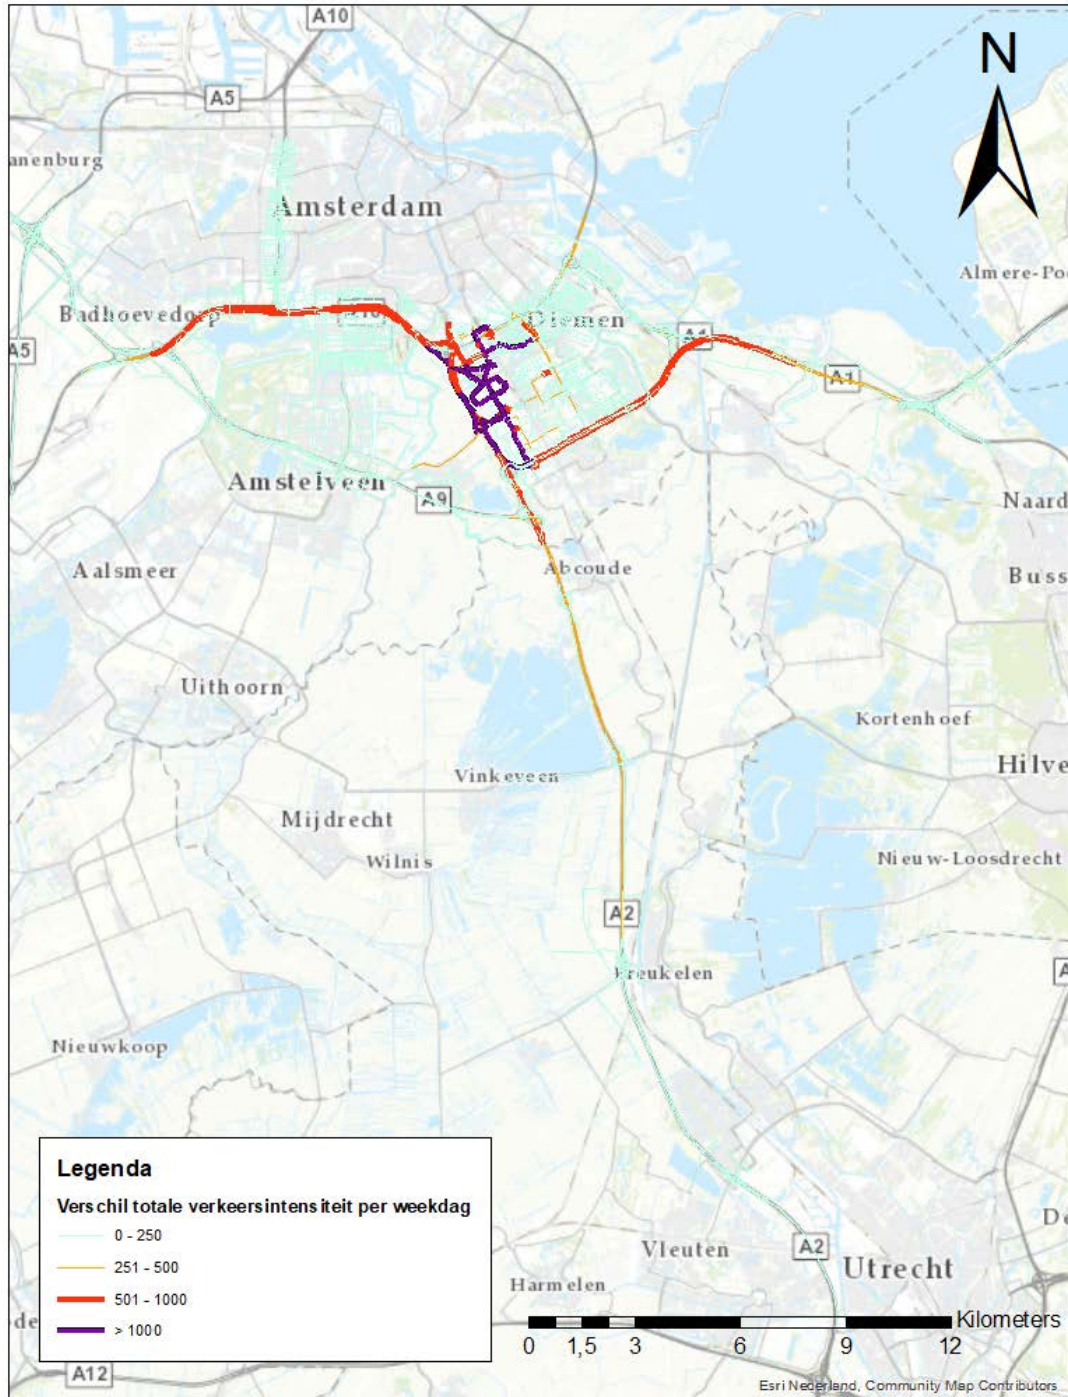 A10
N
A5
anenburg
Amsterdam
Almere-Po
Badhoevedorp
A10
Diemen
A1
A5
A1
Amstelveen
A9
Naard
Aalsmeer
Abcoude
Buss
Uithoorn
Kortenhoef
Vinkeveen
Hilve
Mijdrecht
Wilnis
Nieuw-Loosdrecht
A2
Breukelen
A
Nieuwkoop
Legenda
Verschil totale verkeersintensiteit per weekdag
0 - 250
251 - 500
501 - 1000
> 1000
De
Vleuten
A2
Utrecht
Harmelen
de
Kilometers
0 1,5 3 6 9 12
A12
Esri Nederland, Community Map Contributors